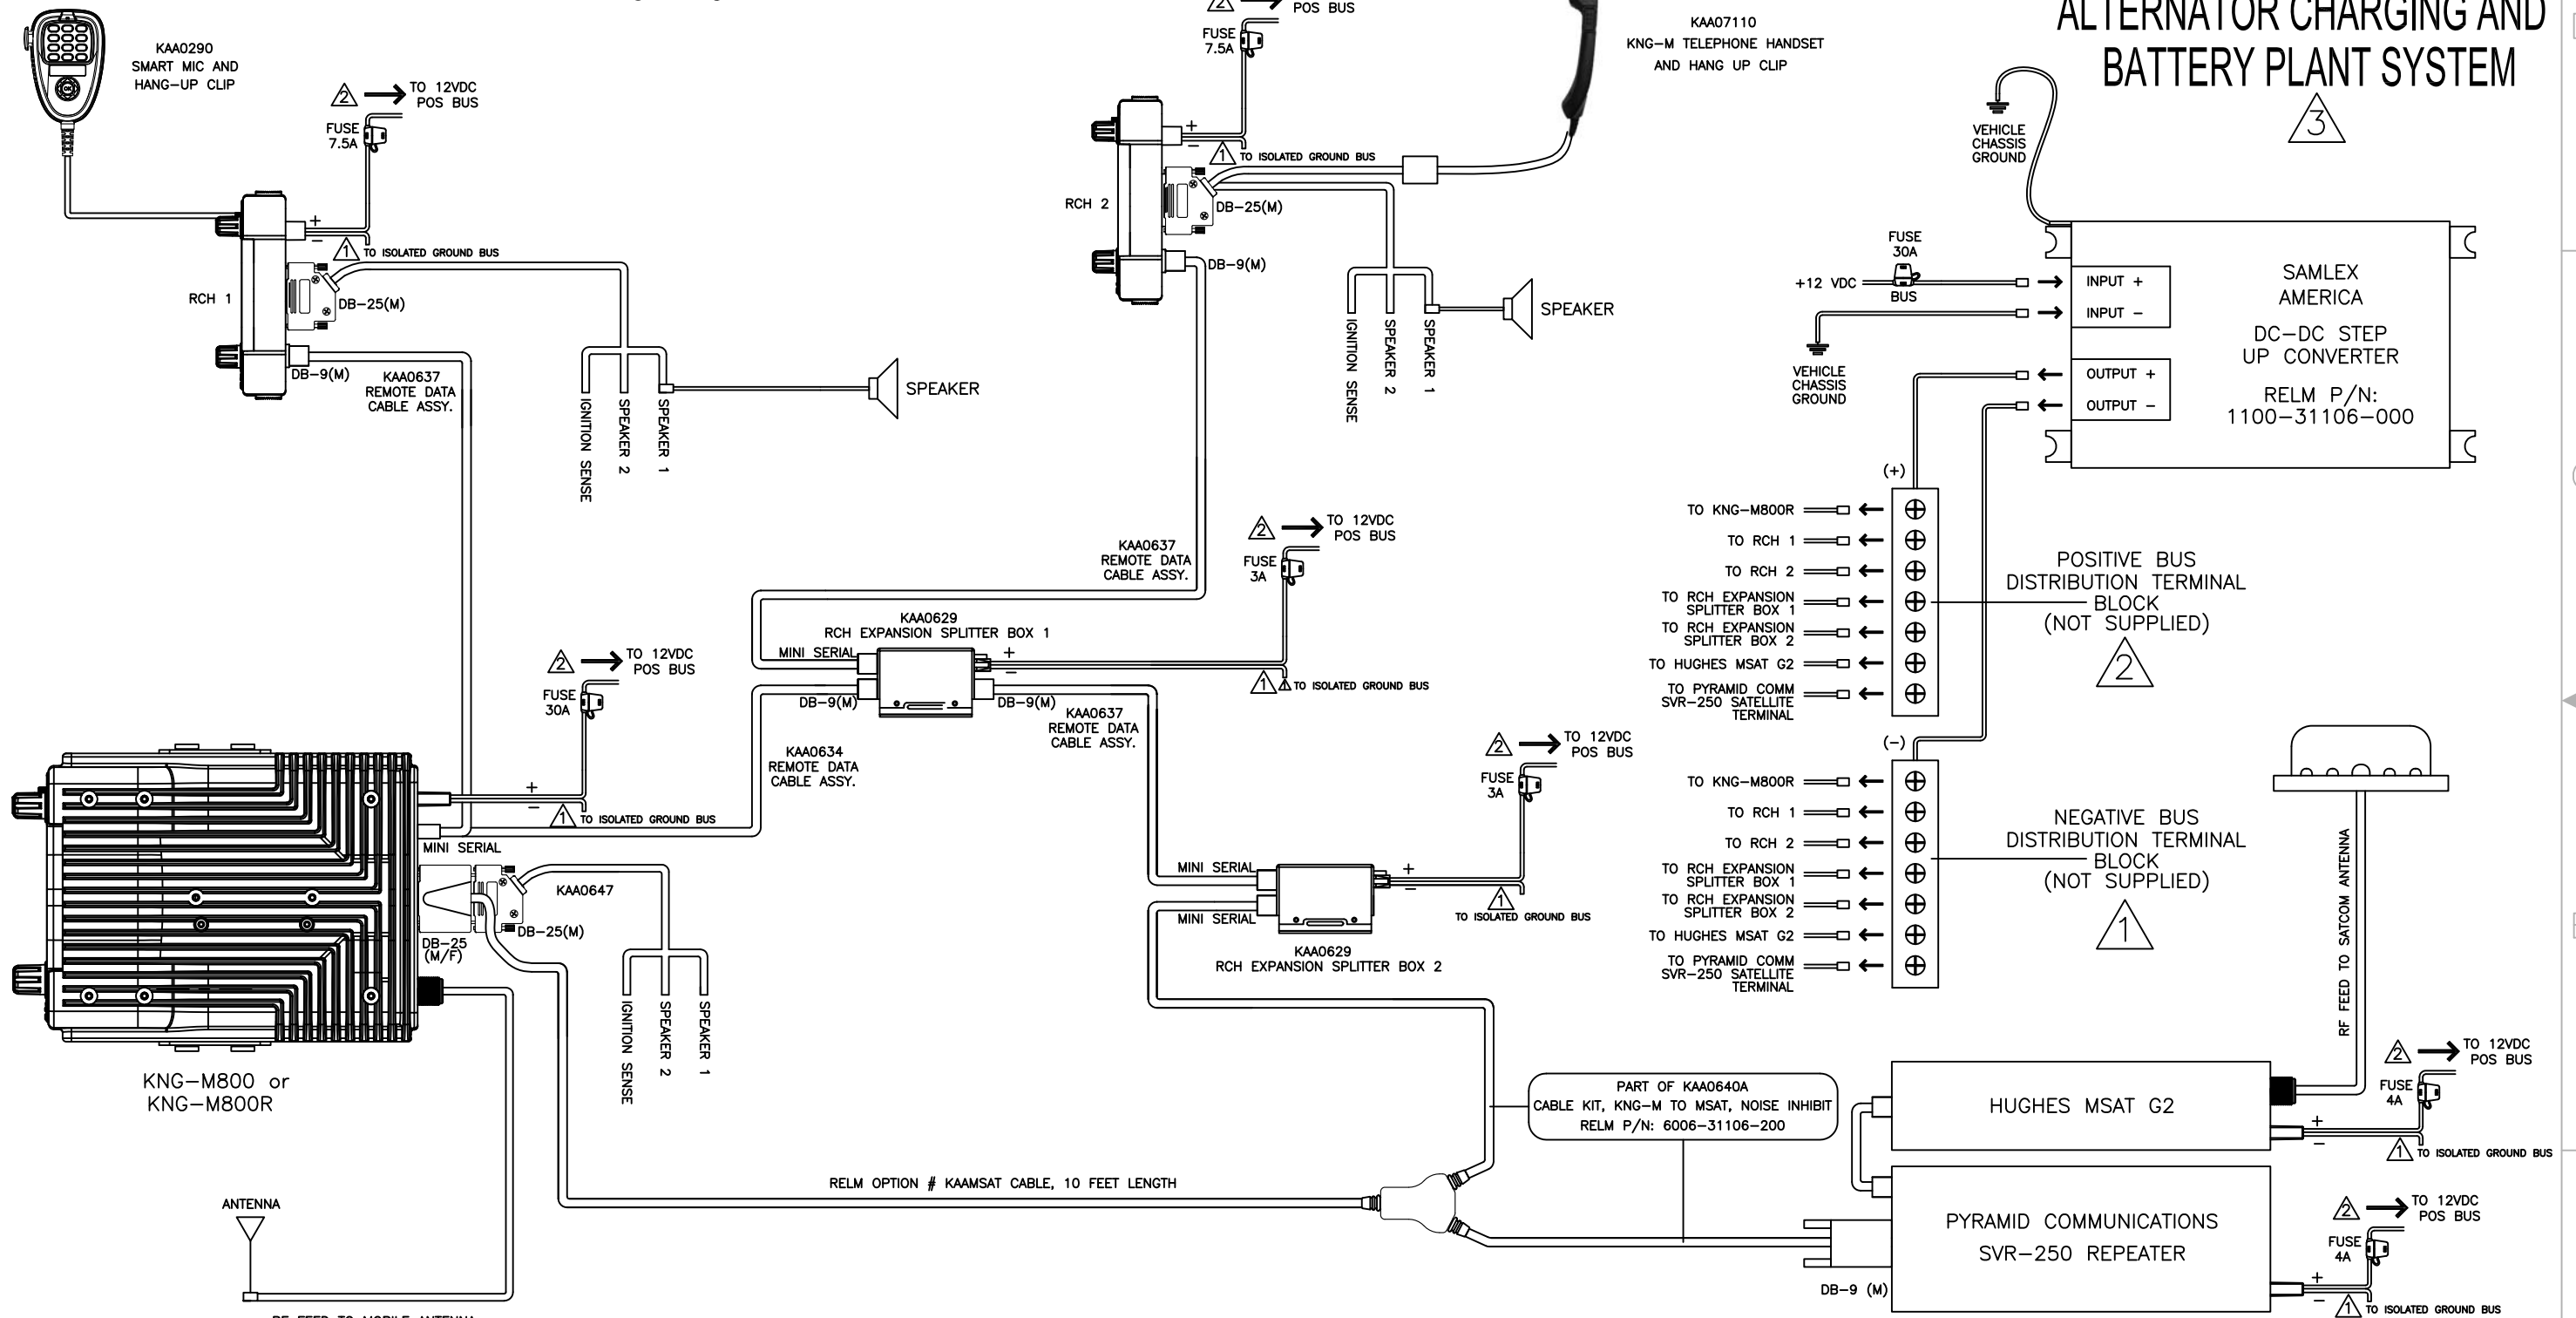 ALTERNATOR CHARGING AND
BATTERY PLANT SYSTEM
3
KAA0290
SMART MIC AND
HANG-UP CLIP
2
TO 12VDC
POS BUS
FUSE
7.5A
+
−
1
TO ISOLATED GROUND BUS
RCH 1
DB-25(M)
DB-9(M)
KAA0637
REMOTE DATA
CABLE ASSY.
IGNITION SENSE
SPEAKER 2
SPEAKER 1
SPEAKER
2
POS BUS
FUSE
7.5A
+
−
1
TO ISOLATED GROUND BUS
KAA07110
KNG-M TELEPHONE HANDSET
AND HANG UP CLIP
RCH 2
DB-25(M)
DB-9(M)
IGNITION SENSE
SPEAKER 2
SPEAKER 1
SPEAKER
KAA0637
REMOTE DATA
CABLE ASSY.
VEHICLE
CHASSIS
GROUND
FUSE
30A
+12 VDC
BUS
INPUT +
INPUT −
VEHICLE
CHASSIS
GROUND
OUTPUT +
OUTPUT −
SAMLEX
AMERICA
DC-DC STEP
UP CONVERTER
RELM P/N:
1100-31106-000
(+)
TO KNG-M800R
TO RCH 1
TO RCH 2
TO RCH EXPANSION
SPLITTER BOX 1
TO RCH EXPANSION
SPLITTER BOX 2
TO HUGHES MSAT G2
TO PYRAMID COMM
SVR-250 SATELLITE
TERMINAL
POSITIVE BUS
DISTRIBUTION TERMINAL
BLOCK
(NOT SUPPLIED)
2
(−)
TO KNG-M800R
TO RCH 1
TO RCH 2
TO RCH EXPANSION
SPLITTER BOX 1
TO RCH EXPANSION
SPLITTER BOX 2
TO HUGHES MSAT G2
TO PYRAMID COMM
SVR-250 SATELLITE
TERMINAL
NEGATIVE BUS
DISTRIBUTION TERMINAL
BLOCK
(NOT SUPPLIED)
1
2
TO 12VDC
POS BUS
FUSE
3A
KAA0629
RCH EXPANSION SPLITTER BOX 1
MINI SERIAL
+
−
1
TO ISOLATED GROUND BUS
DB-9(M)
DB-9(M)
KAA0637
REMOTE DATA
CABLE ASSY.
KAA0634
REMOTE DATA
CABLE ASSY.
2
TO 12VDC
POS BUS
FUSE
30A
+
−
1
TO ISOLATED GROUND BUS
MINI SERIAL
KAA0647
DB-25
(M/F)
DB-25(M)
IGNITION SENSE
SPEAKER 2
SPEAKER 1
KNG-M800 or
KNG-M800R
2
TO 12VDC
POS BUS
FUSE
3A
MINI SERIAL
MINI SERIAL
+
−
1
TO ISOLATED GROUND BUS
KAA0629
RCH EXPANSION SPLITTER BOX 2
PART OF KAA0640A
CABLE KIT, KNG-M TO MSAT, NOISE INHIBIT
RELM P/N: 6006-31106-200
RELM OPTION # KAAMSAT CABLE, 10 FEET LENGTH
ANTENNA
RF FEED TO MOBILE ANTENNA
RF FEED TO SATCOM ANTENNA
HUGHES MSAT G2
2
TO 12VDC
POS BUS
FUSE
4A
+
−
1
TO ISOLATED GROUND BUS
PYRAMID COMMUNICATIONS
SVR-250 REPEATER
DB-9 (M)
2
TO 12VDC
POS BUS
FUSE
4A
+
−
1
TO ISOLATED GROUND BUS